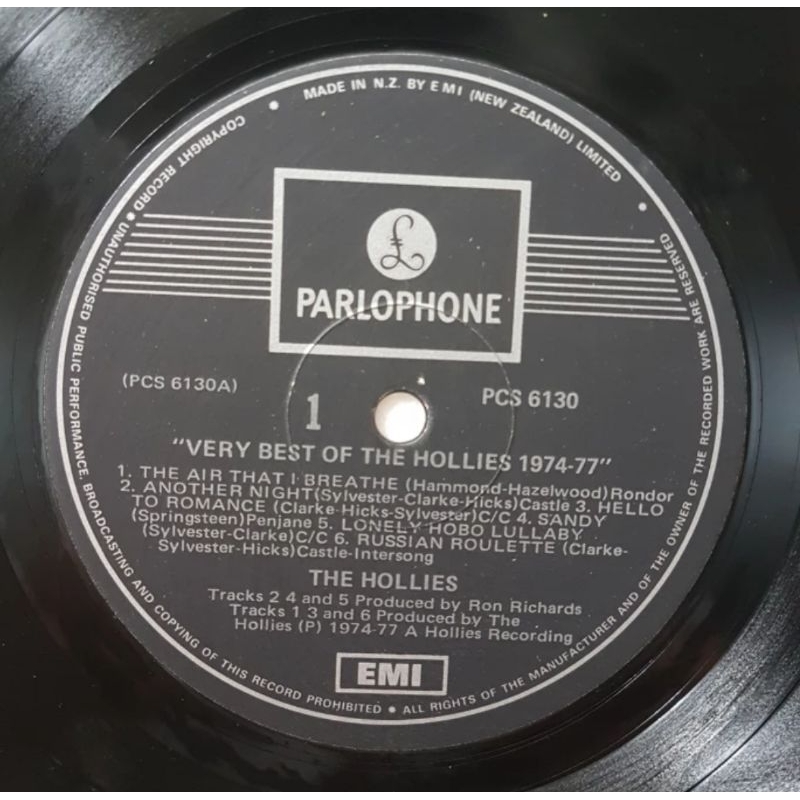 MADE IN N.Z. BY EMI (NEW ZEALAND) LIMITED
COPYRIGHT RECORD • UNAUTHORISED PUBLIC PERFORMANCE. BROADCASTING AND COPYING OF THIS RECORD PROHIBITED • ALL RIGHTS OF THE MANUFACTURER AND OF THE OWNER OF THE RECORDED WORK ARE RESERVED
£
PARLOPHONE
(PCS 6130A)
1
PCS 6130
"VERY BEST OF THE HOLLIES 1974-77"
1. THE AIR THAT I BREATHE (Hammond-Hazelwood)Rondor
2. ANOTHER NIGHT(Sylvester-Clarke-Hicks)Castle 3. HELLO
TO ROMANCE (Clarke-Hicks-Sylvester)C/C 4. SANDY
(Springsteen)Penjane 5. LONELY HOBO LULLABY
(Sylvester-Clarke)C/C 6. RUSSIAN ROULETTE (Clarke-
Sylvester-Hicks)Castle-Intersong
THE HOLLIES
Tracks 2 4 and 5 Produced by Ron Richards
Tracks 1 3 and 6 Produced by The
Hollies (P) 1974-77 A Hollies Recording
EMI